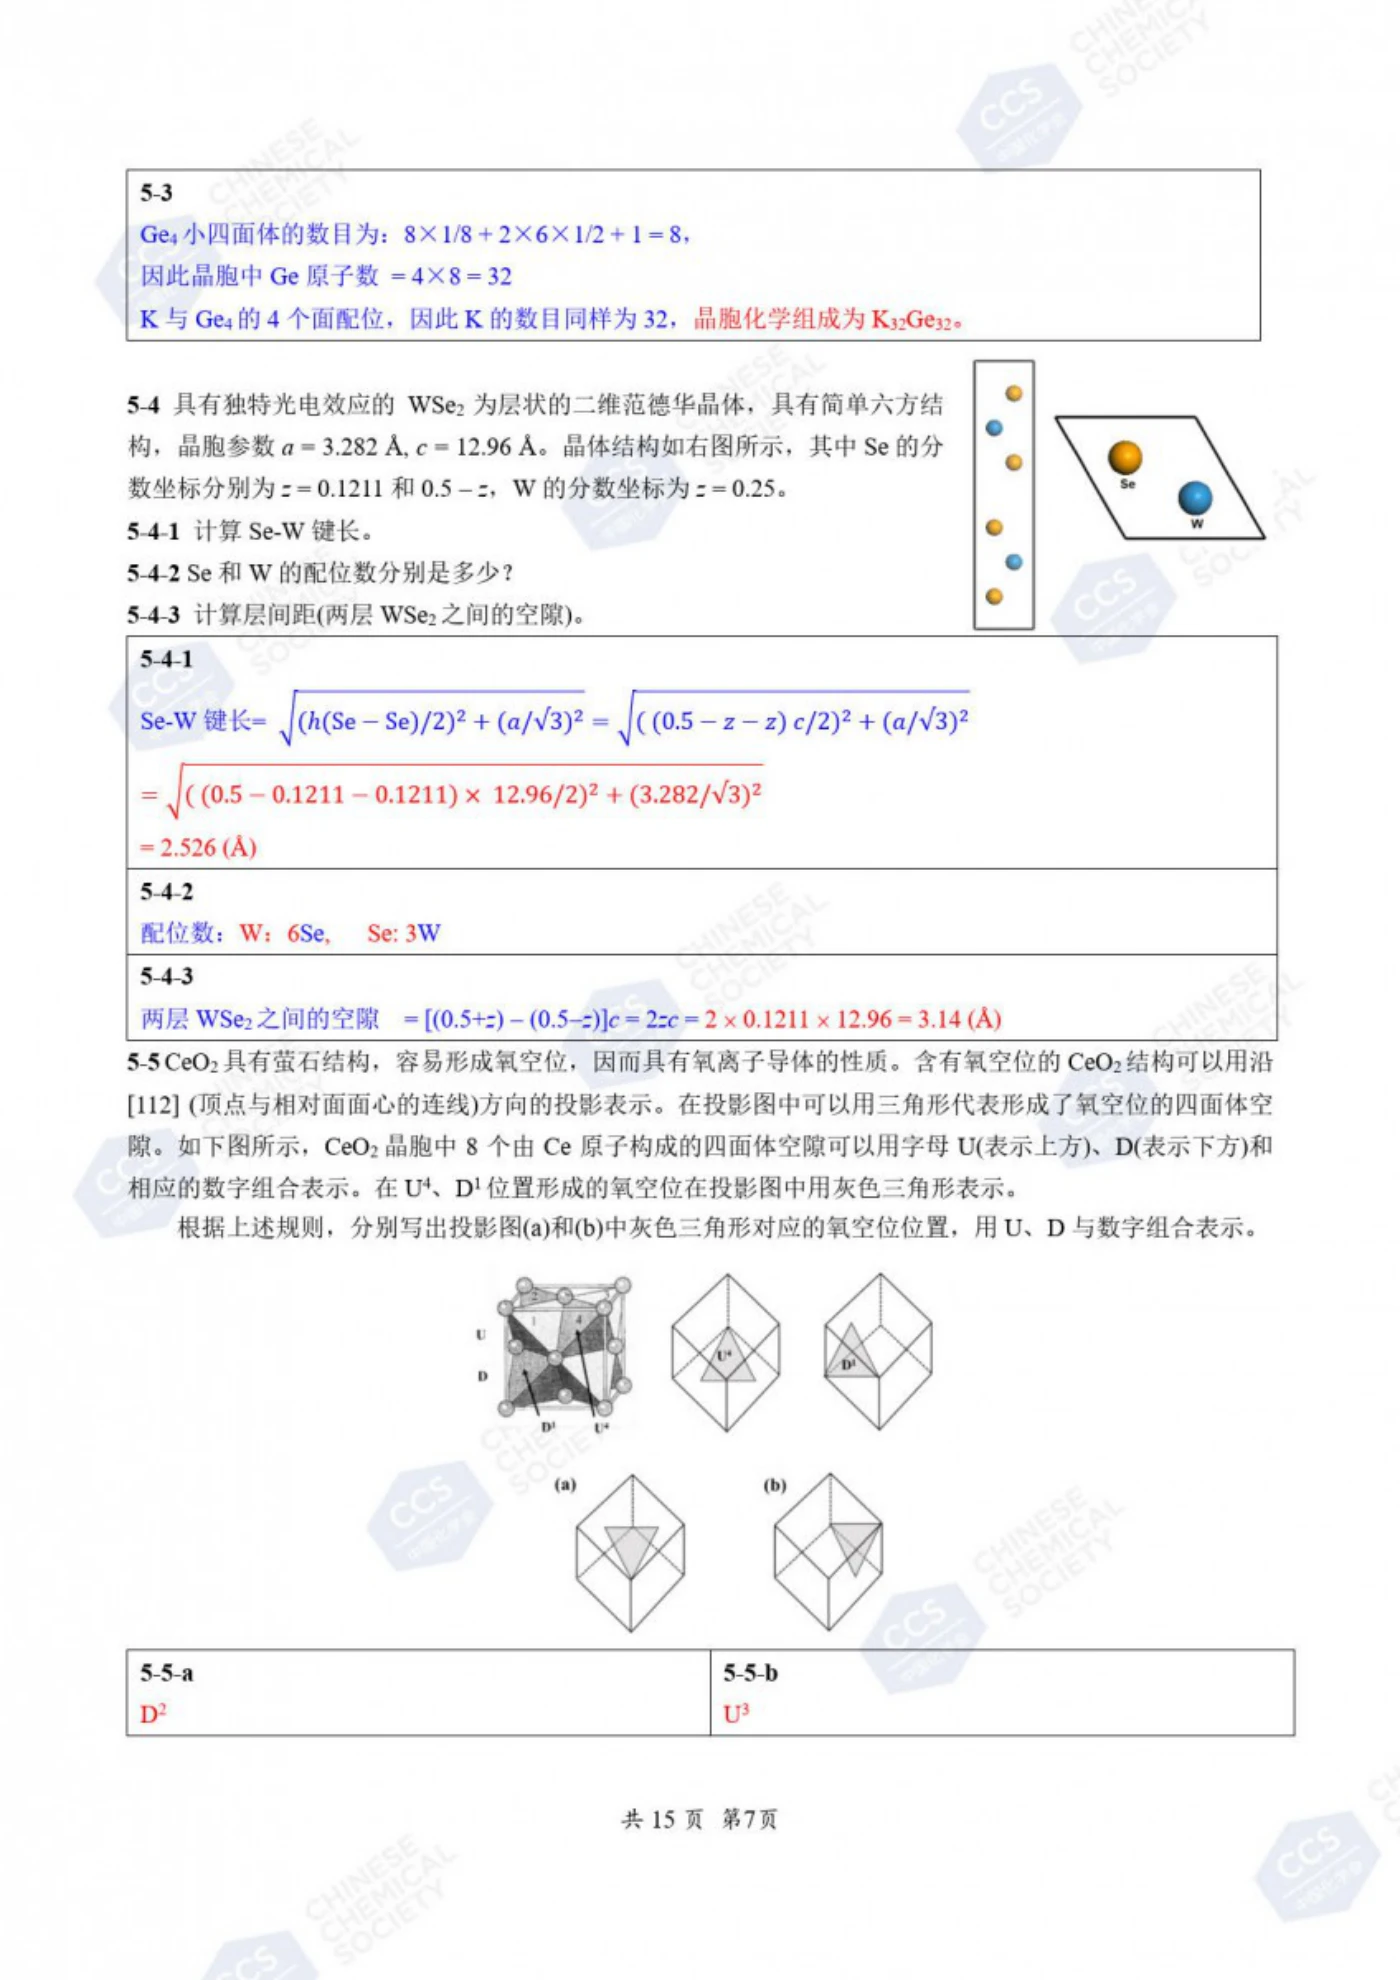 5-3
Ge₄ 小四面体的数目为：8×1/8 + 2×6×1/2 + 1 = 8，
因此晶胞中 Ge 原子数 = 4×8 = 32
K 与 Ge₄ 的 4 个面配位，因此 K 的数目同样为 32，晶胞化学组成为 K₃₂Ge₃₂。
5-4 具有独特光电效应的 WSe₂ 为层状的二维范德华晶体，具有简单六方结
构，晶胞参数 a = 3.282 Å, c = 12.96 Å。晶体结构如右图所示，其中 Se 的分
数坐标分别为 z = 0.1211 和 0.5 – z，W 的分数坐标为 z = 0.25。
5-4-1 计算 Se-W 键长。
5-4-2 Se 和 W 的配位数分别是多少？
5-4-3 计算层间距(两层 WSe₂ 之间的空隙)。
Se
W
5-4-1
Se-W 键长= √((h(Se − Se)/2)² + (a/√3)²) = √(( (0.5 − z − z) c/2)² + (a/√3)²)
= √(( (0.5 − 0.1211 − 0.1211) × 12.96/2)² + (3.282/√3)²)
= 2.526 (Å)
5-4-2
配位数：W：6Se, Se: 3W
5-4-3
两层 WSe₂ 之间的空隙 = [(0.5+z) – (0.5–z)]c = 2zc = 2 × 0.1211 × 12.96 = 3.14 (Å)
5-5 CeO₂ 具有萤石结构，容易形成氧空位，因而具有氧离子导体的性质。含有氧空位的 CeO₂ 结构可以用沿
[112] (顶点与相对面面心的连线)方向的投影表示。在投影图中可以用三角形代表形成了氧空位的四面体空
隙。如下图所示，CeO₂ 晶胞中 8 个由 Ce 原子构成的四面体空隙可以用字母 U(表示上方)、D(表示下方)和
相应的数字组合表示。在 U⁴、D¹ 位置形成的氧空位在投影图中用灰色三角形表示。
根据上述规则，分别写出投影图(a)和(b)中灰色三角形对应的氧空位位置，用 U、D 与数字组合表示。
2
1 4
U
D
D¹ U⁴
U⁴
D¹
(a)
(b)
5-5-a
D²
5-5-b
U³
共 15 页 第7页
CCS
中国化学会
CHINESE
CHEMICAL
SOCIETY